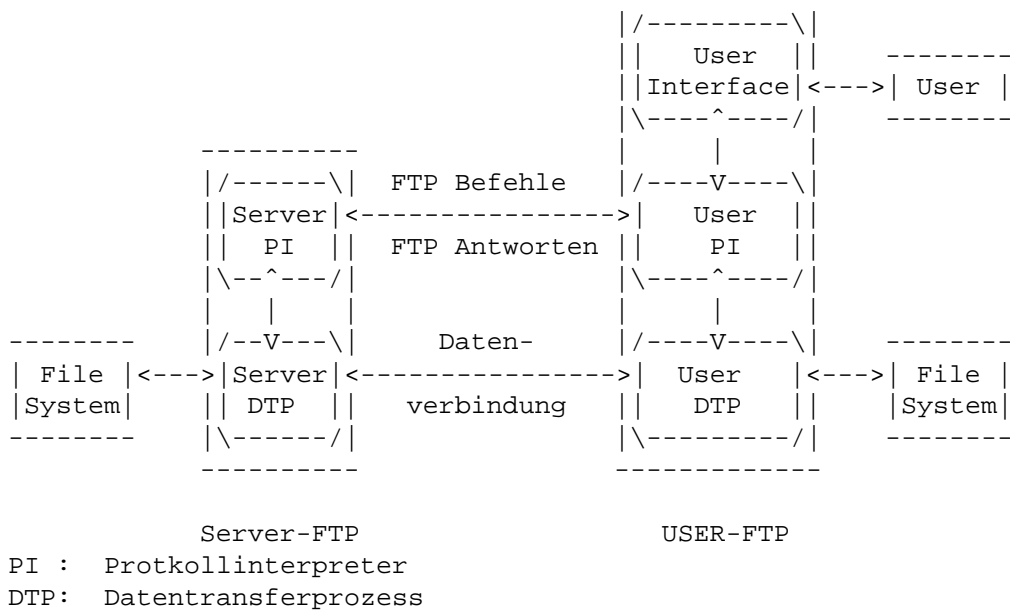 |/---------\|
|| User || --------
||Interface|<--->| User |
|\----^----/| --------
---------- | | |
|/------\| FTP Befehle |/----V----\|
||Server|<---------------->| User ||
|| PI || FTP Antworten || PI ||
|\--^---/| |\----^----/|
| | | | | |
-------- |/--V---\| Daten- |/----V----\| --------
| File |<--->|Server|<---------------->| User |<--->| File |
|System| || DTP || verbindung || DTP || |System|
-------- |\------/| |\---------/| --------
---------- -------------
Server-FTP USER-FTP
PI : Protkollinterpreter
DTP: Datentransferprozess